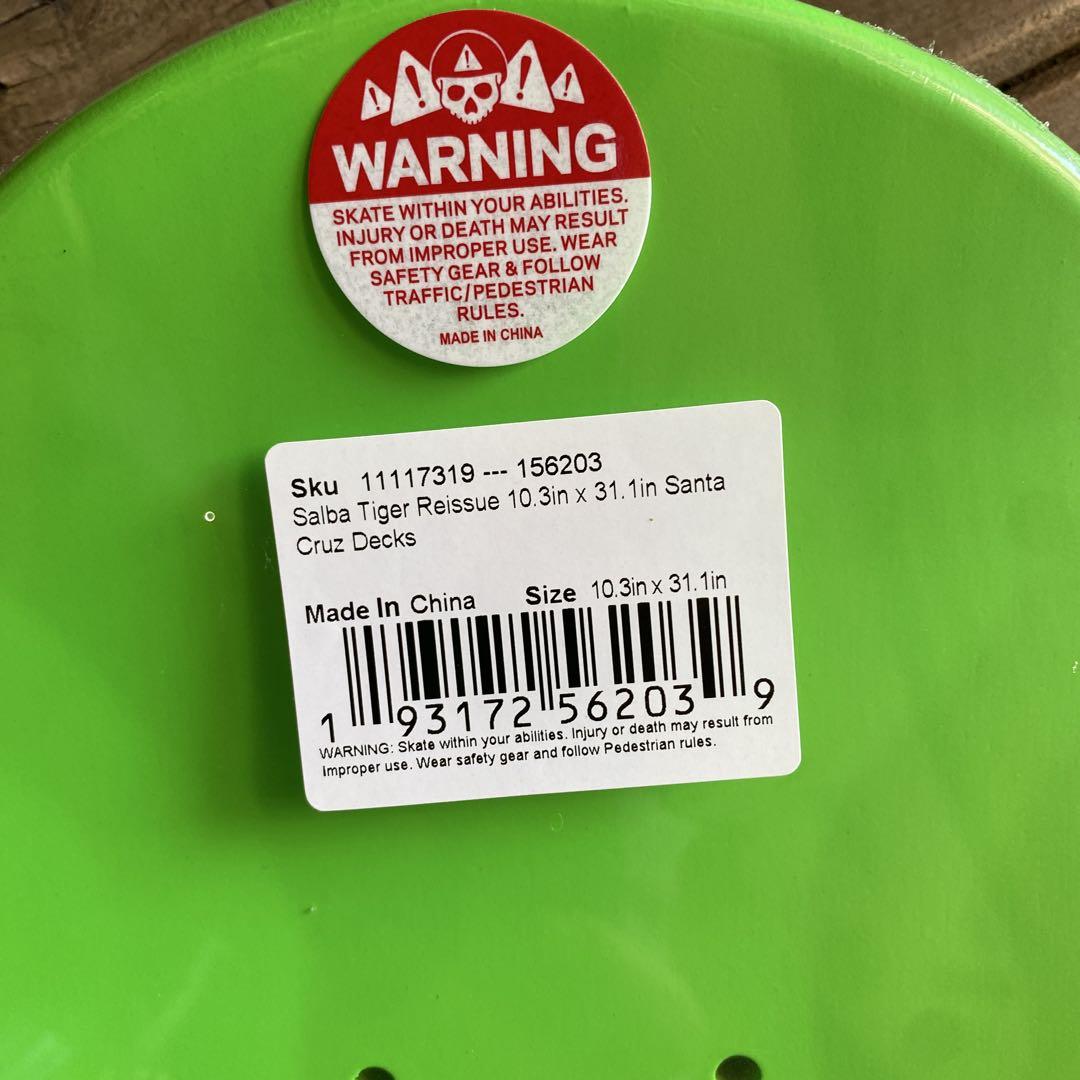 WARNING
SKATE WITHIN YOUR ABILITIES.
INJURY OR DEATH MAY RESULT
FROM IMPROPER USE. WEAR
SAFETY GEAR & FOLLOW
TRAFFIC/PEDESTRIAN
RULES.
MADE IN CHINA
Sku 11117319 --- 156203
Salba Tiger Reissue 10.3in x 31.1in Santa
Cruz Decks
Made In China Size 10.3in x 31.1in
1 93172 56203 9
WARNING: Skate within your abilities. Injury or death may result from
Improper use. Wear safety gear and follow Pedestrian rules.